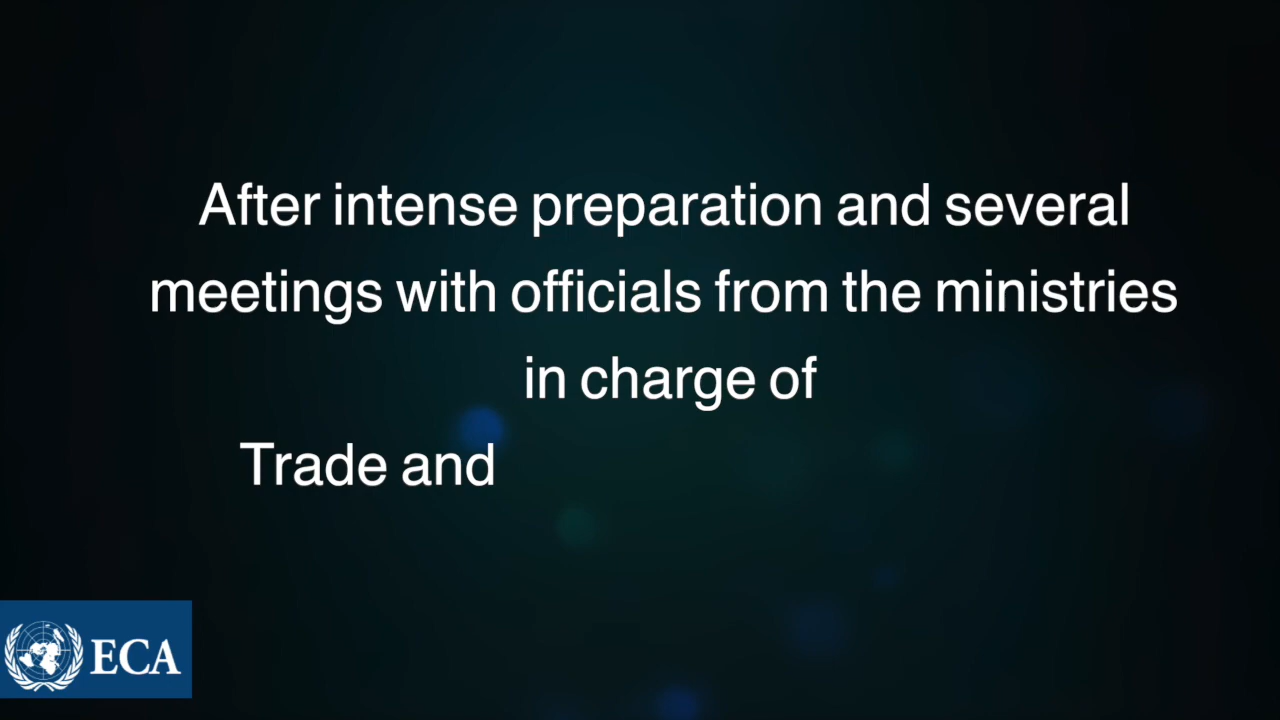 After intense preparation and several
meetings with officials from the ministries
in charge of
Trade and
ECA